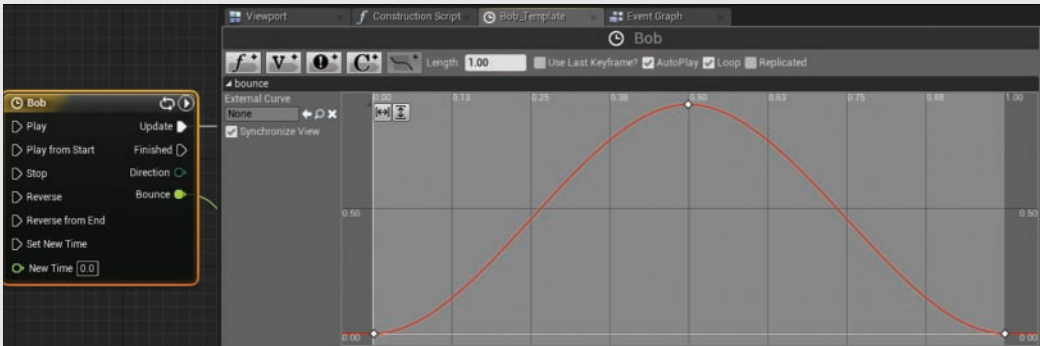 Viewport
Construction Script
Bob_Template
Event Graph
Bob
Length 1.00 Use Last Keyframe? AutoPlay Loop Replicated
bounce
External Curve
None
Synchronize View
0.00 0.13 0.25 0.38 0.50 0.63 0.75 0.88 1.00
0.50 0.50
0.00 0.00
Bob
Play Update
Play from Start Finished
Stop Direction
Reverse Bounce
Reverse from End
Set New Time
New Time 0.0